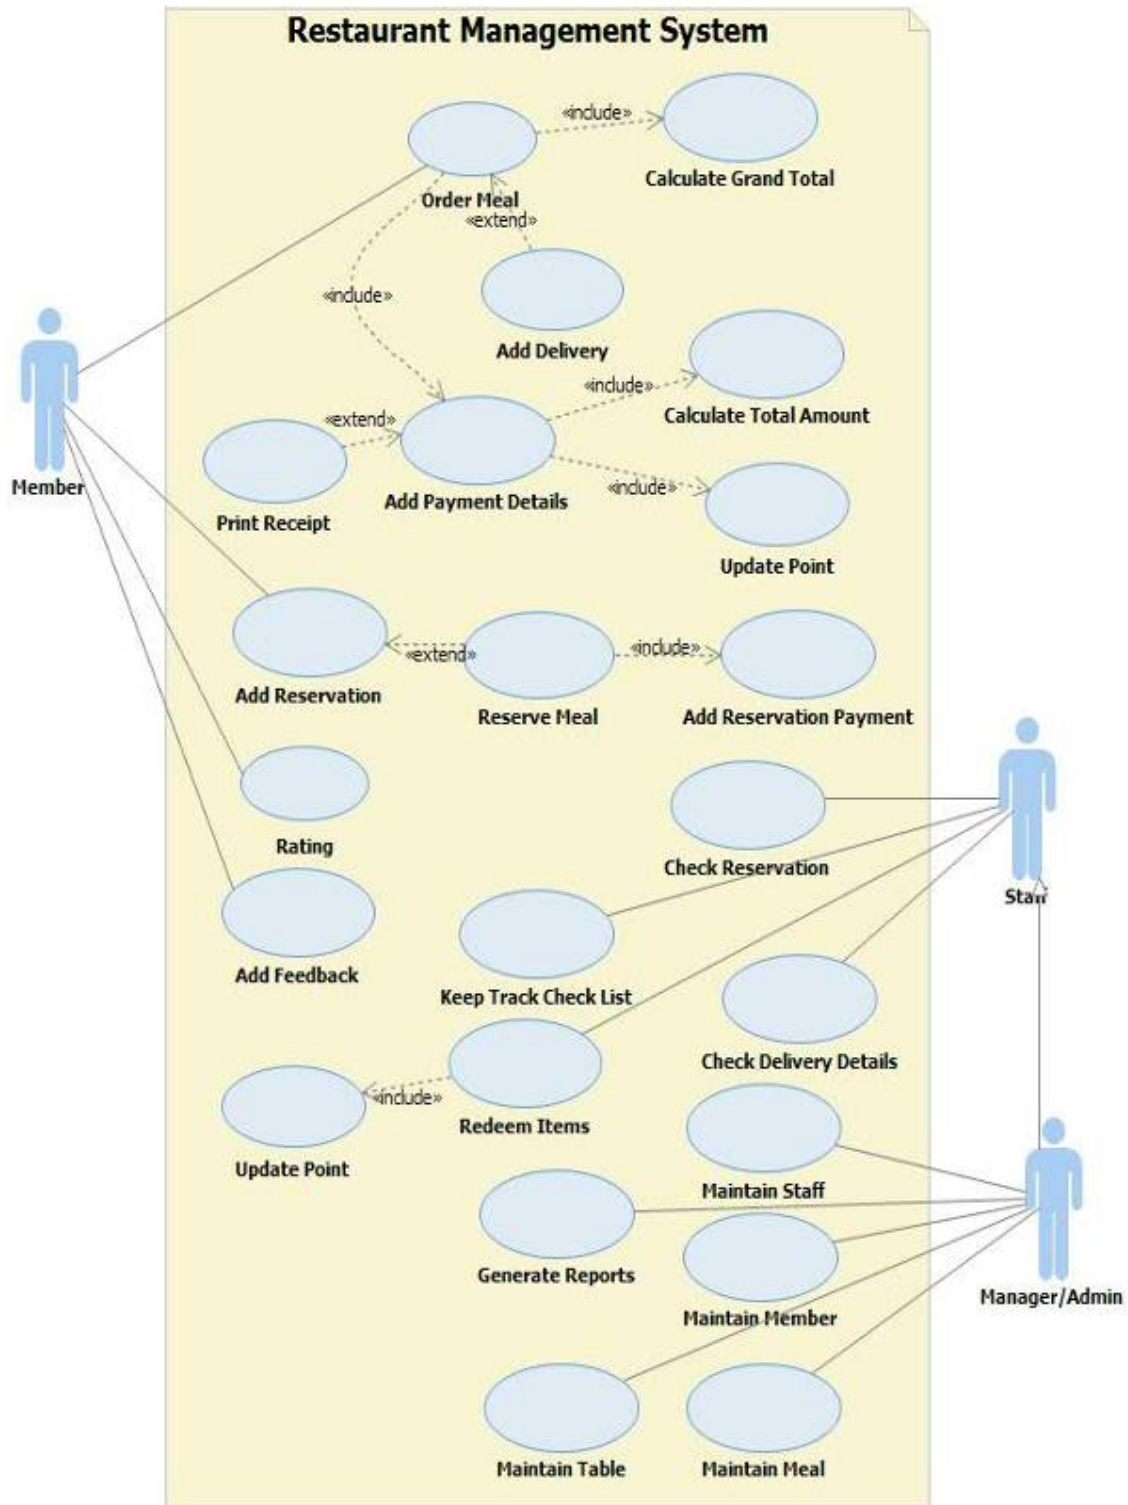 Restaurant Management System
«include»
Calculate Grand Total
Order Meal
«extend»
«include»
Add Delivery
«include»
Calculate Total Amount
«extend»
Member
Add Payment Details
«include»
Print Receipt
Update Point
«extend»
«include»
Add Reservation
Reserve Meal
Add Reservation Payment
Rating
Check Reservation
Staff
Add Feedback
Keep Track Check List
Check Delivery Details
«include»
Redeem Items
Update Point
Maintain Staff
Generate Reports
Manager/Admin
Maintain Member
Maintain Table
Maintain Meal